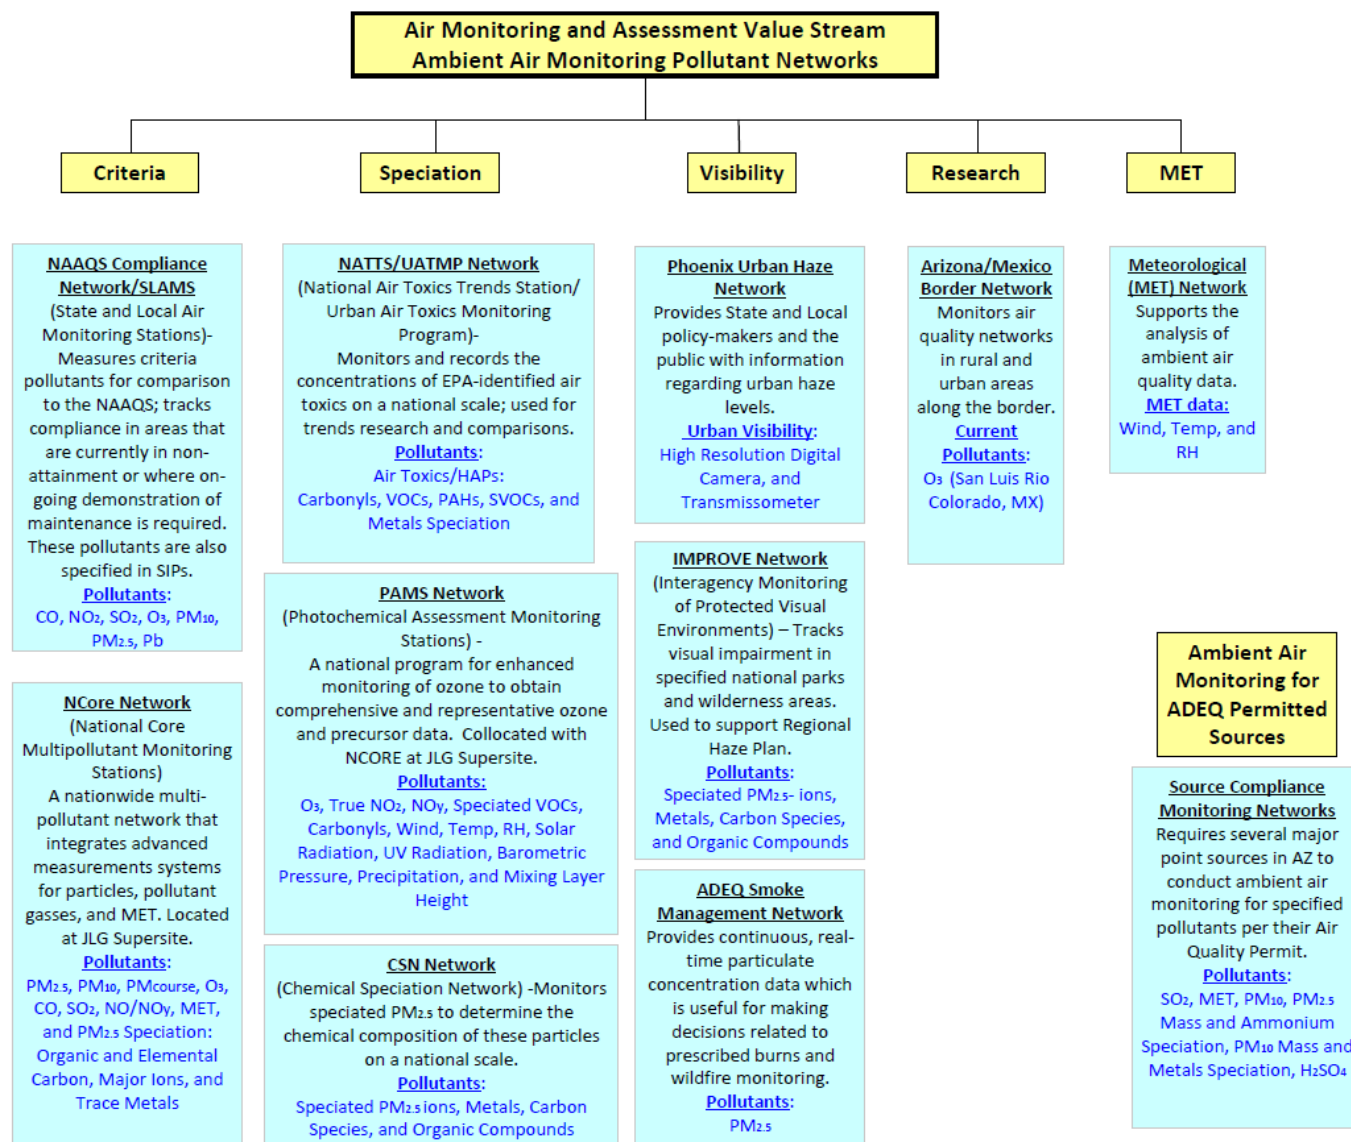 Air Monitoring and Assessment Value Stream
Ambient Air Monitoring Pollutant Networks
Criteria
Speciation
Visibility
Research
MET
NAAQS Compliance
Network/SLAMS
(State and Local Air
Monitoring Stations)-
Measures criteria
pollutants for comparison
to the NAAQS; tracks
compliance in areas that
are currently in non-
attainment or where on-
going demonstration of
maintenance is required.
These pollutants are also
specified in SIPs.
Pollutants:
CO, NO₂, SO₂, O₃, PM₁₀,
PM₂.₅, Pb
NCore Network
(National Core
Multipollutant Monitoring
Stations)
A nationwide multi-
pollutant network that
integrates advanced
measurements systems
for particles, pollutant
gasses, and MET. Located
at JLG Supersite.
Pollutants:
PM₂.₅, PM₁₀, PMcourse, O₃,
CO, SO₂, NO/NOy, MET,
and PM₂.₅ Speciation:
Organic and Elemental
Carbon, Major Ions, and
Trace Metals
NATTS/UATMP Network
(National Air Toxics Trends Station/
Urban Air Toxics Monitoring
Program)-
Monitors and records the
concentrations of EPA-identified air
toxics on a national scale; used for
trends research and comparisons.
Pollutants:
Air Toxics/HAPs:
Carbonyls, VOCs, PAHs, SVOCs, and
Metals Speciation
PAMS Network
(Photochemical Assessment Monitoring
Stations) -
A national program for enhanced
monitoring of ozone to obtain
comprehensive and representative ozone
and precursor data. Collocated with
NCORE at JLG Supersite.
Pollutants:
O₃, True NO₂, NOy, Speciated VOCs,
Carbonyls, Wind, Temp, RH, Solar
Radiation, UV Radiation, Barometric
Pressure, Precipitation, and Mixing Layer
Height
CSN Network
(Chemical Speciation Network) -Monitors
speciated PM₂.₅ to determine the
chemical composition of these particles
on a national scale.
Pollutants:
Speciated PM₂.₅ ions, Metals, Carbon
Species, and Organic Compounds
Phoenix Urban Haze
Network
Provides State and Local
policy-makers and the
public with information
regarding urban haze
levels.
Urban Visibility:
High Resolution Digital
Camera, and
Transmissometer
IMPROVE Network
(Interagency Monitoring
of Protected Visual
Environments) – Tracks
visual impairment in
specified national parks
and wilderness areas.
Used to support Regional
Haze Plan.
Pollutants:
Speciated PM₂.₅- ions,
Metals, Carbon Species,
and Organic Compounds
ADEQ Smoke
Management Network
Provides continuous, real-
time particulate
concentration data which
is useful for making
decisions related to
prescribed burns and
wildfire monitoring.
Pollutants:
PM₂.₅
Arizona/Mexico
Border Network
Monitors air
quality networks
in rural and
urban areas
along the border.
Current
Pollutants:
O₃ (San Luis Rio
Colorado, MX)
Meteorological
(MET) Network
Supports the
analysis of
ambient air
quality data.
MET data:
Wind, Temp, and
RH
Ambient Air
Monitoring for
ADEQ Permitted
Sources
Source Compliance
Monitoring Networks
Requires several major
point sources in AZ to
conduct ambient air
monitoring for specified
pollutants per their Air
Quality Permit.
Pollutants:
SO₂, MET, PM₁₀, PM₂.₅
Mass and Ammonium
Speciation, PM₁₀ Mass and
Metals Speciation, H₂SO₄